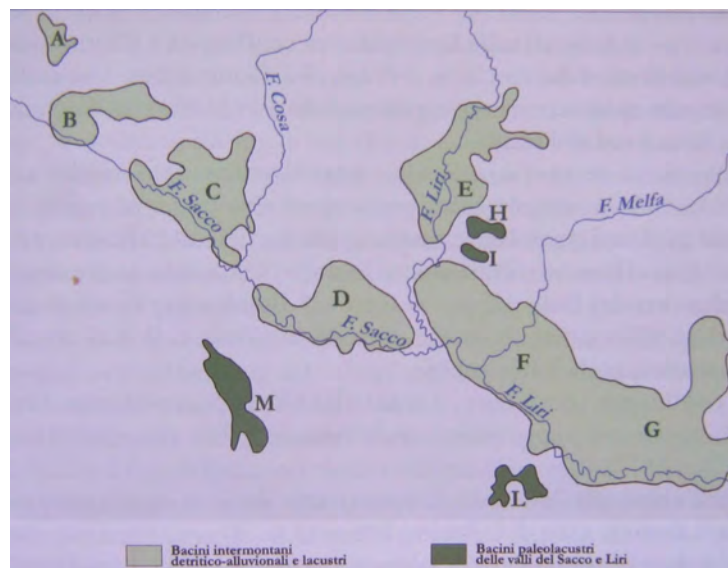 A
B
F. Cosa
C
F. Sacco
E
F. Liri
H
I
F. Melfa
D
F. Sacco
F
F. Liri
M
G
L
Bacini intermontani
detritico-alluvionali e lacustri
Bacini paleolacustri
delle valli del Sacco e Liri